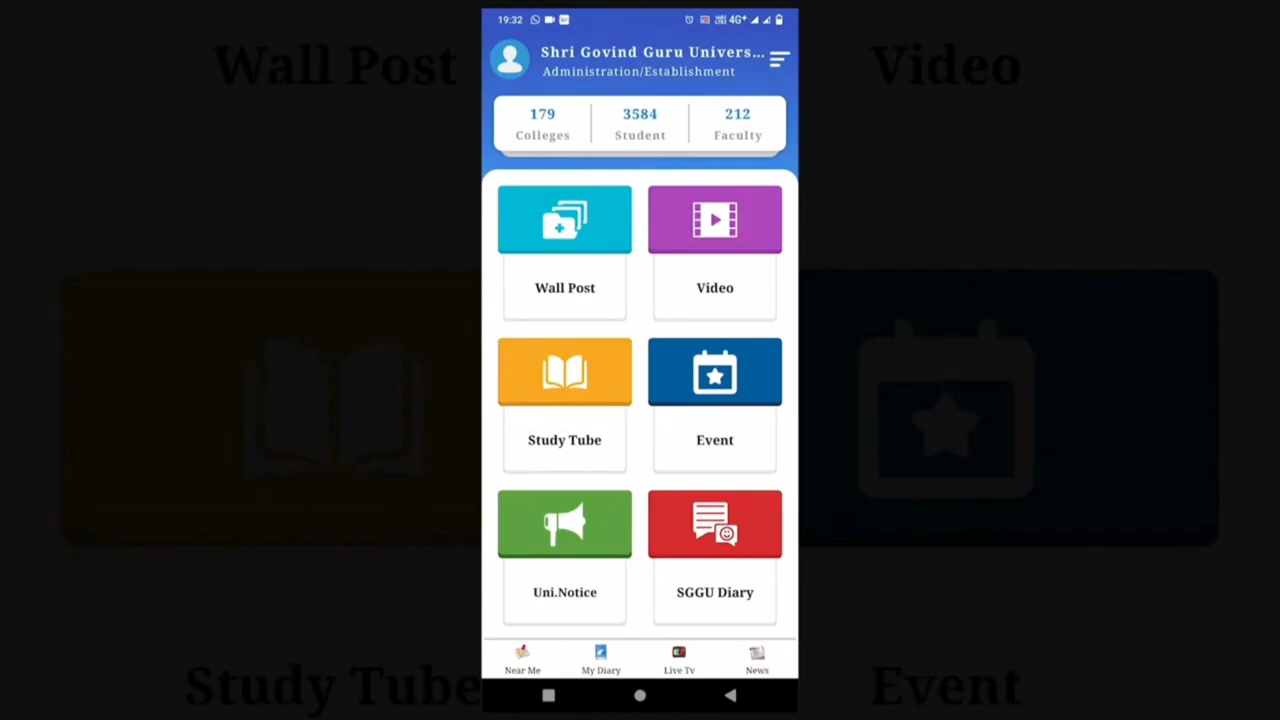 19:32
4G+
Shri Govind Guru Univers...
Administration/Establishment
179 3584 212
Colleges Student Faculty
Wall Post Video
Study Tube Event
Uni.Notice SGGU Diary
Near Me My Diary Live Tv News
Wall Post Video
Study Tube Event